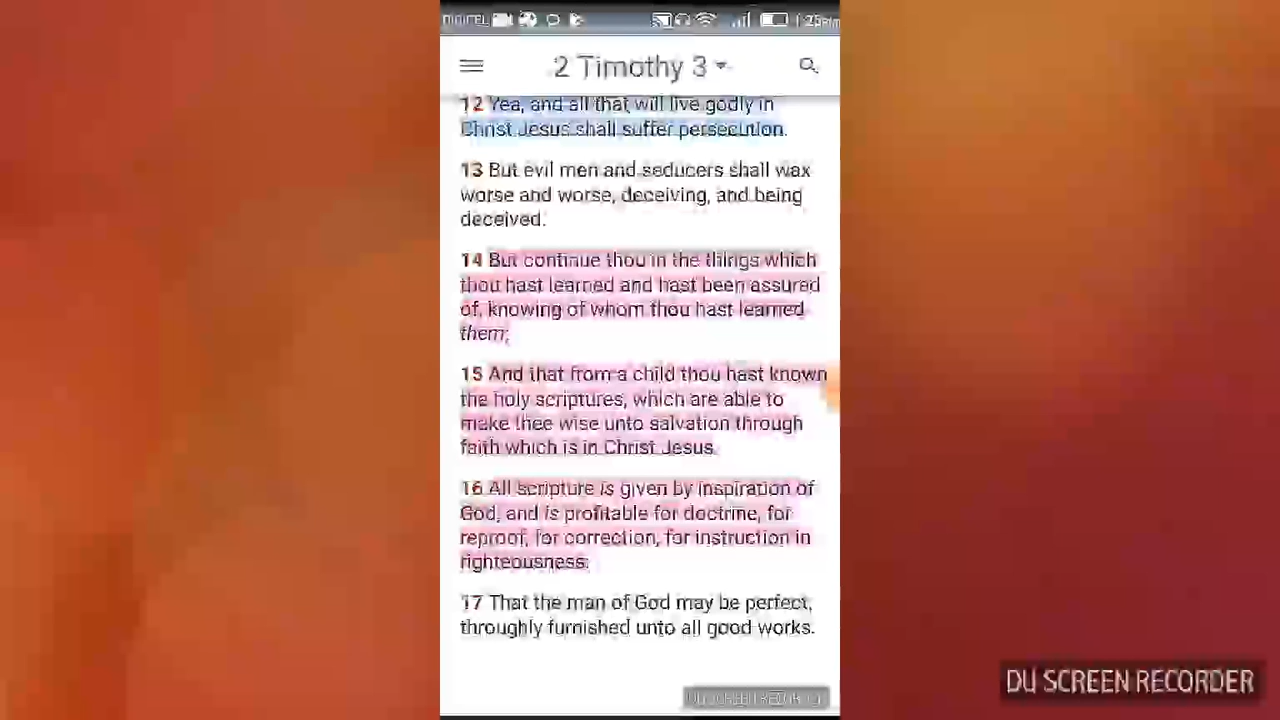 DIGICEL
1:25PM
2 Timothy 3
12 Yea, and all that will live godly in
Christ Jesus shall suffer persecution.
13 But evil men and seducers shall wax
worse and worse, deceiving, and being
deceived.
14 But continue thou in the things which
thou hast learned and hast been assured
of, knowing of whom thou hast learned
them;
15 And that from a child thou hast known
the holy scriptures, which are able to
make thee wise unto salvation through
faith which is in Christ Jesus.
16 All scripture is given by inspiration of
God, and is profitable for doctrine, for
reproof, for correction, for instruction in
righteousness:
17 That the man of God may be perfect,
throughly furnished unto all good works.
DU SCREEN RECORDER
DU SCREEN RECORDER